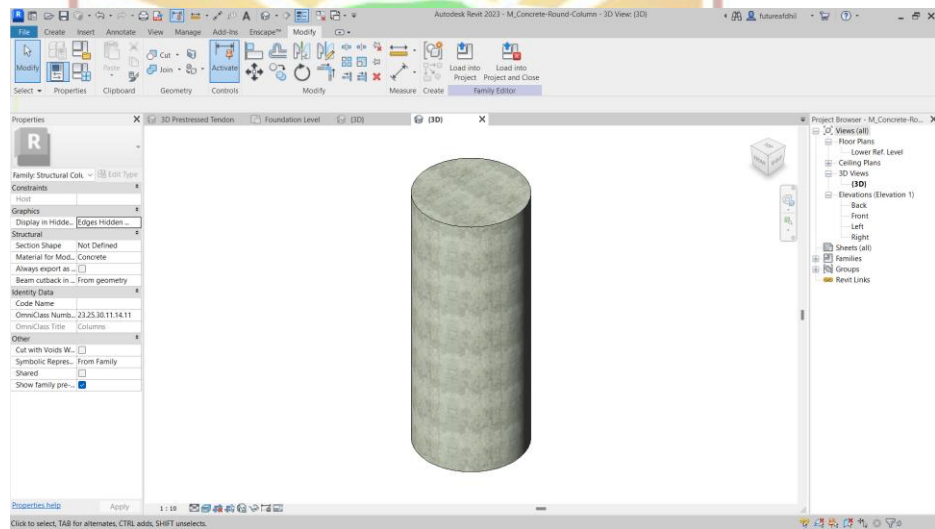 Autodesk Revit 2023 - M_Concrete-Round-Column - 3D View: {3D}
futureafdhil
File Create Insert Annotate View Manage Add-Ins Enscape™ Modify
Modify
Paste
Cut
Join
Activate
Load into Project
Load into Project and Close
Select Properties Clipboard Geometry Controls Modify Measure Create Family Editor
Properties
R
Family: Structural Colu
Edit Type
Constraints
Host
Graphics
Display in Hidde... Edges Hidden ...
Structural
Section Shape Not Defined
Material for Mod... Concrete
Always export as ...
Beam cutback in ... From geometry
Identity Data
Code Name
OmniClass Numb... 23.25.30.11.14.11
OmniClass Title Columns
Other
Cut with Voids W...
Symbolic Repres... From Family
Shared
Show family pre-...
Properties help Apply
3D Prestressed Tendon Foundation Level {3D} {3D}
TOP
FRONT
RIGHT
1 : 10
Project Browser - M_Concrete-Ro...
Views (all)
Floor Plans
Lower Ref. Level
Ceiling Plans
3D Views
{3D}
Elevations (Elevation 1)
Back
Front
Left
Right
Sheets (all)
Families
Groups
Revit Links
Click to select, TAB for alternates, CTRL adds, SHIFT unselects.